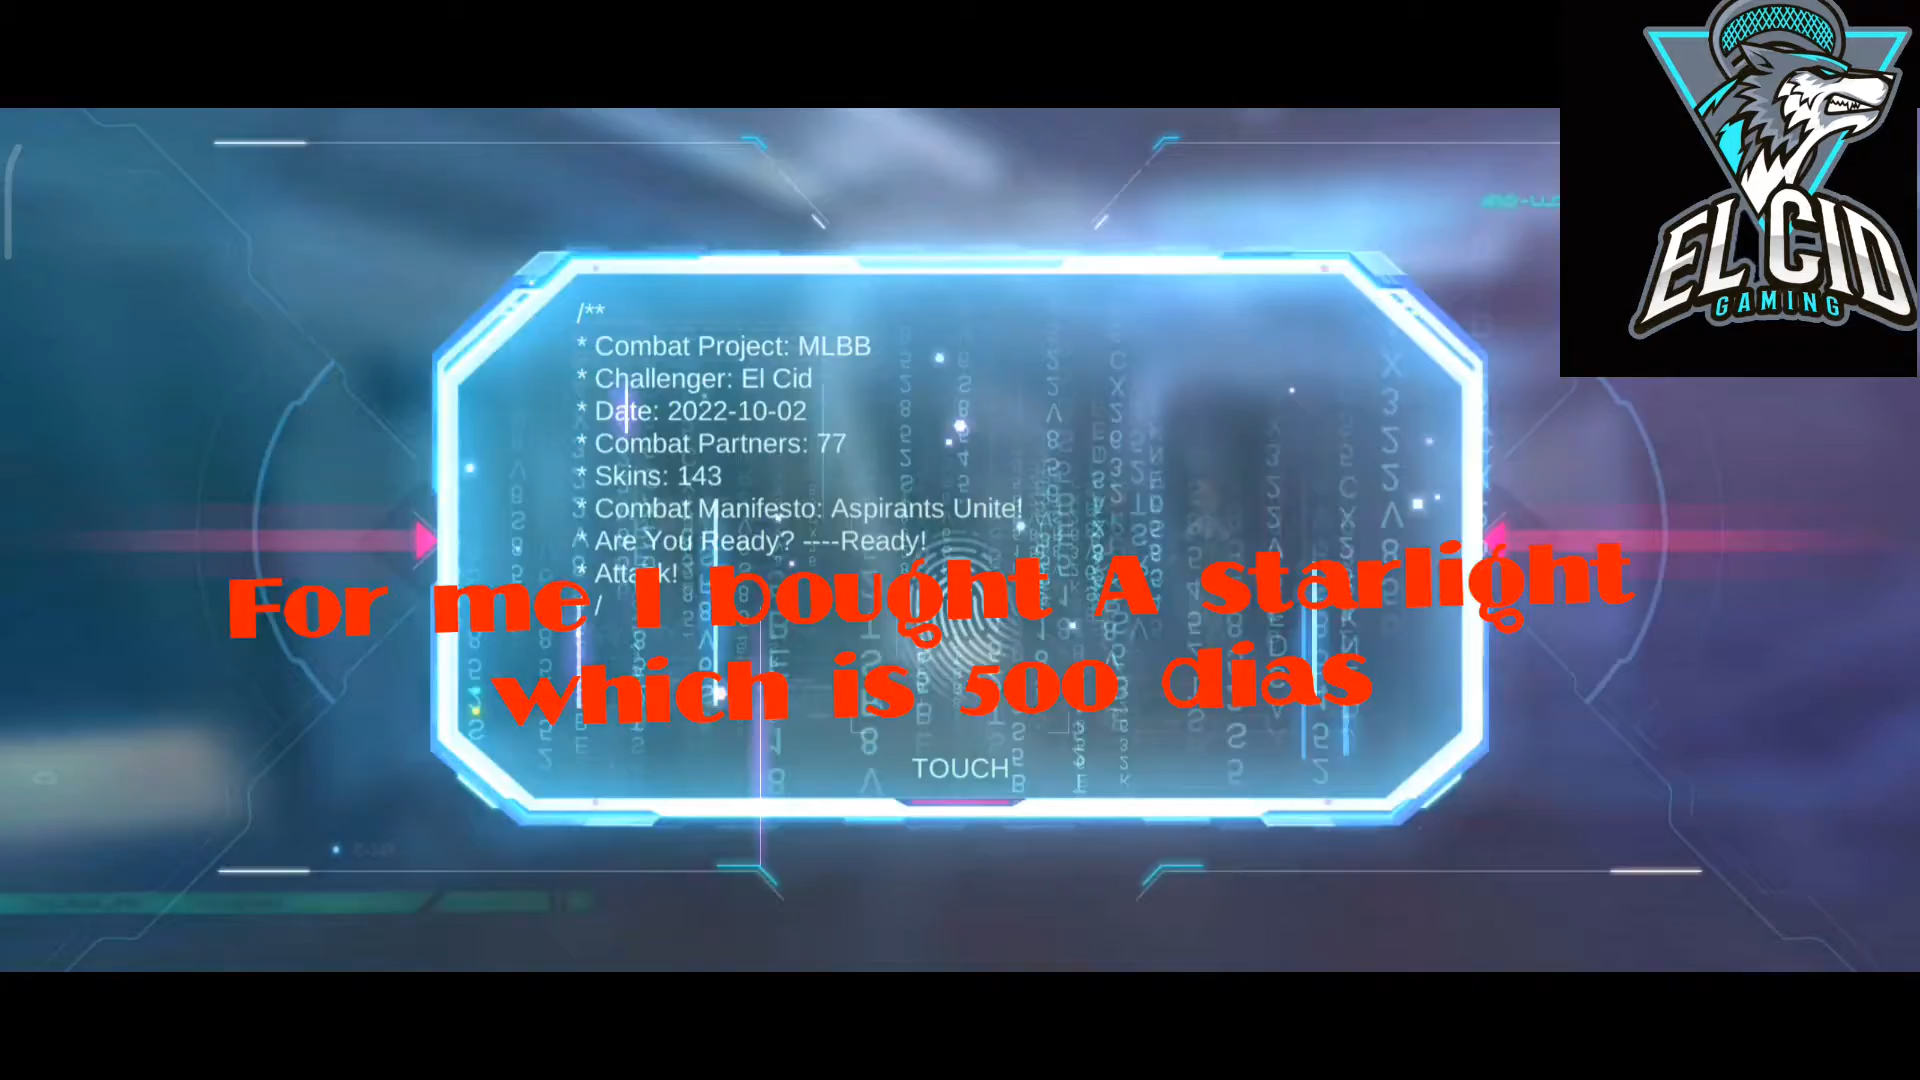 EL CID
GAMING
/**
* Combat Project: MLBB
* Challenger: El Cid
* Date: 2022-10-02
* Combat Partners: 77
* Skins: 143
* Combat Manifesto: Aspirants Unite!
* Are You Ready? ----Ready!
* Attack!
/
For me I bought A starlight
which is 500 dias
TOUCH